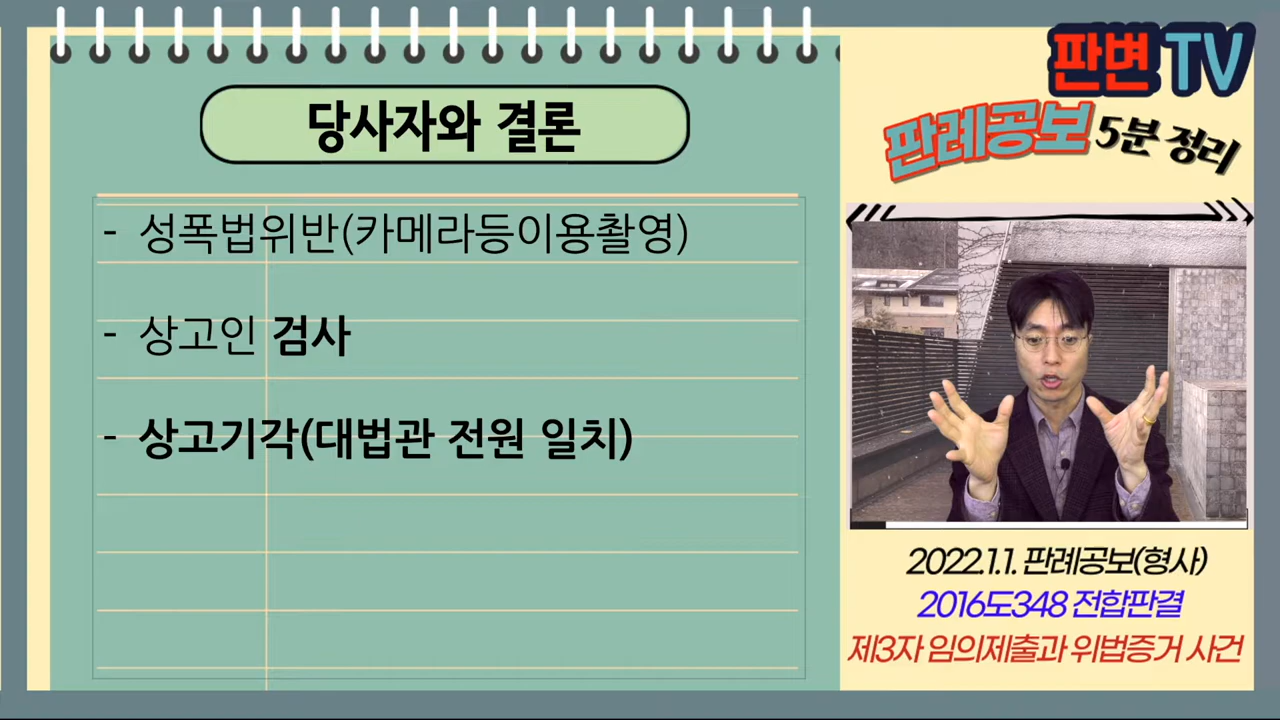 당사자와 결론
- 성폭법위반(카메라등이용촬영)
- 상고인 검사
- 상고기각(대법관 전원 일치)
판변 TV
판례공보 5분 정리
2022.1.1. 판례공보(형사)
2016도348 전합판결
제3자 임의제출과 위법증거 사건